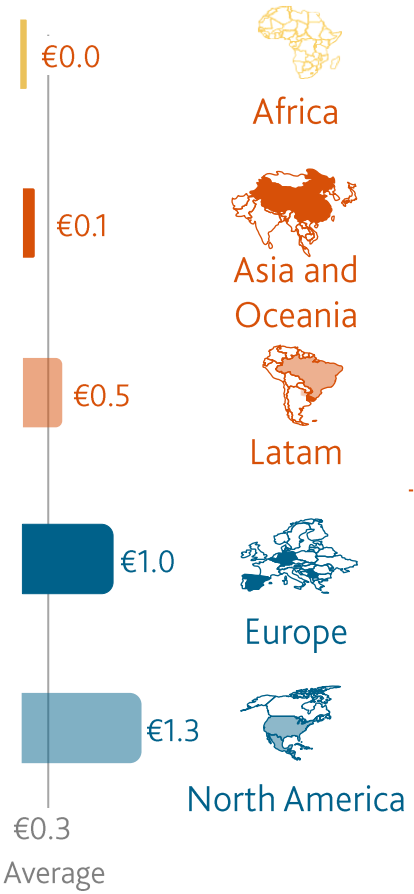 €0.0
Africa
€0.1
Asia and
Oceania
€0.5
Latam
€1.0
Europe
€1.3
North America
€0.3
Average